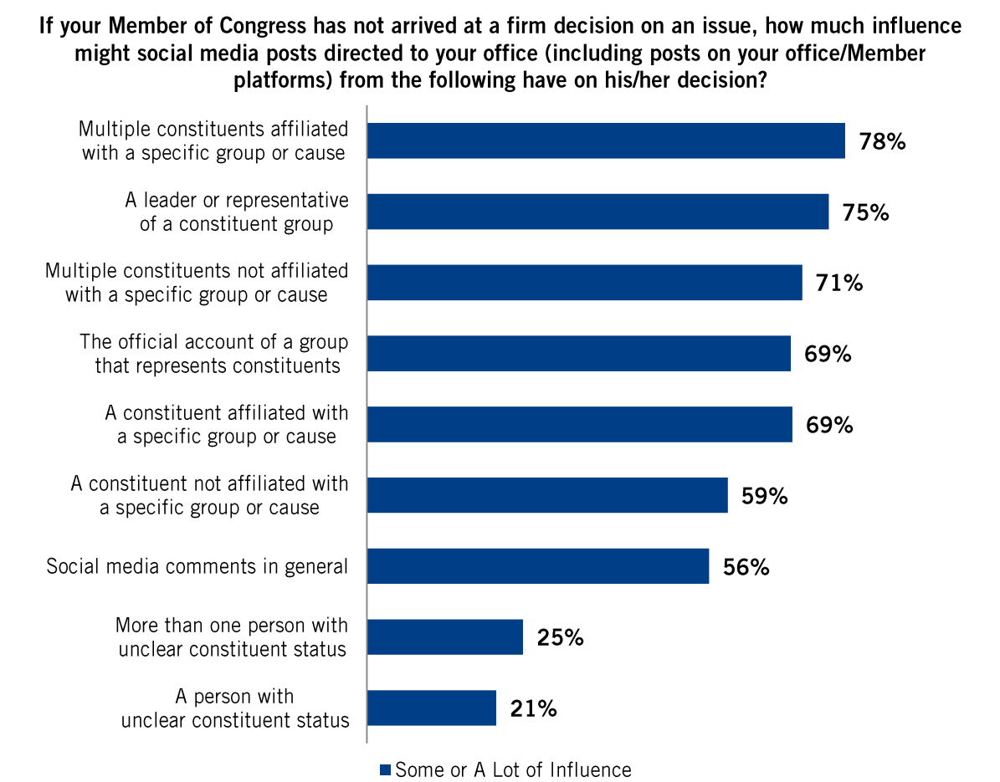 If your Member of Congress has not arrived at a firm decision on an issue, how much influence
might social media posts directed to your office (including posts on your office/Member
platforms) from the following have on his/her decision?
Multiple constituents affiliated
with a specific group or cause
78%
A leader or representative
of a constituent group
75%
Multiple constituents not affiliated
with a specific group or cause
71%
The official account of a group
that represents constituents
69%
A constituent affiliated with
a specific group or cause
69%
A constituent not affiliated with
a specific group or cause
59%
Social media comments in general
56%
More than one person with
unclear constituent status
25%
A person with
unclear constituent status
21%
Some or A Lot of Influence